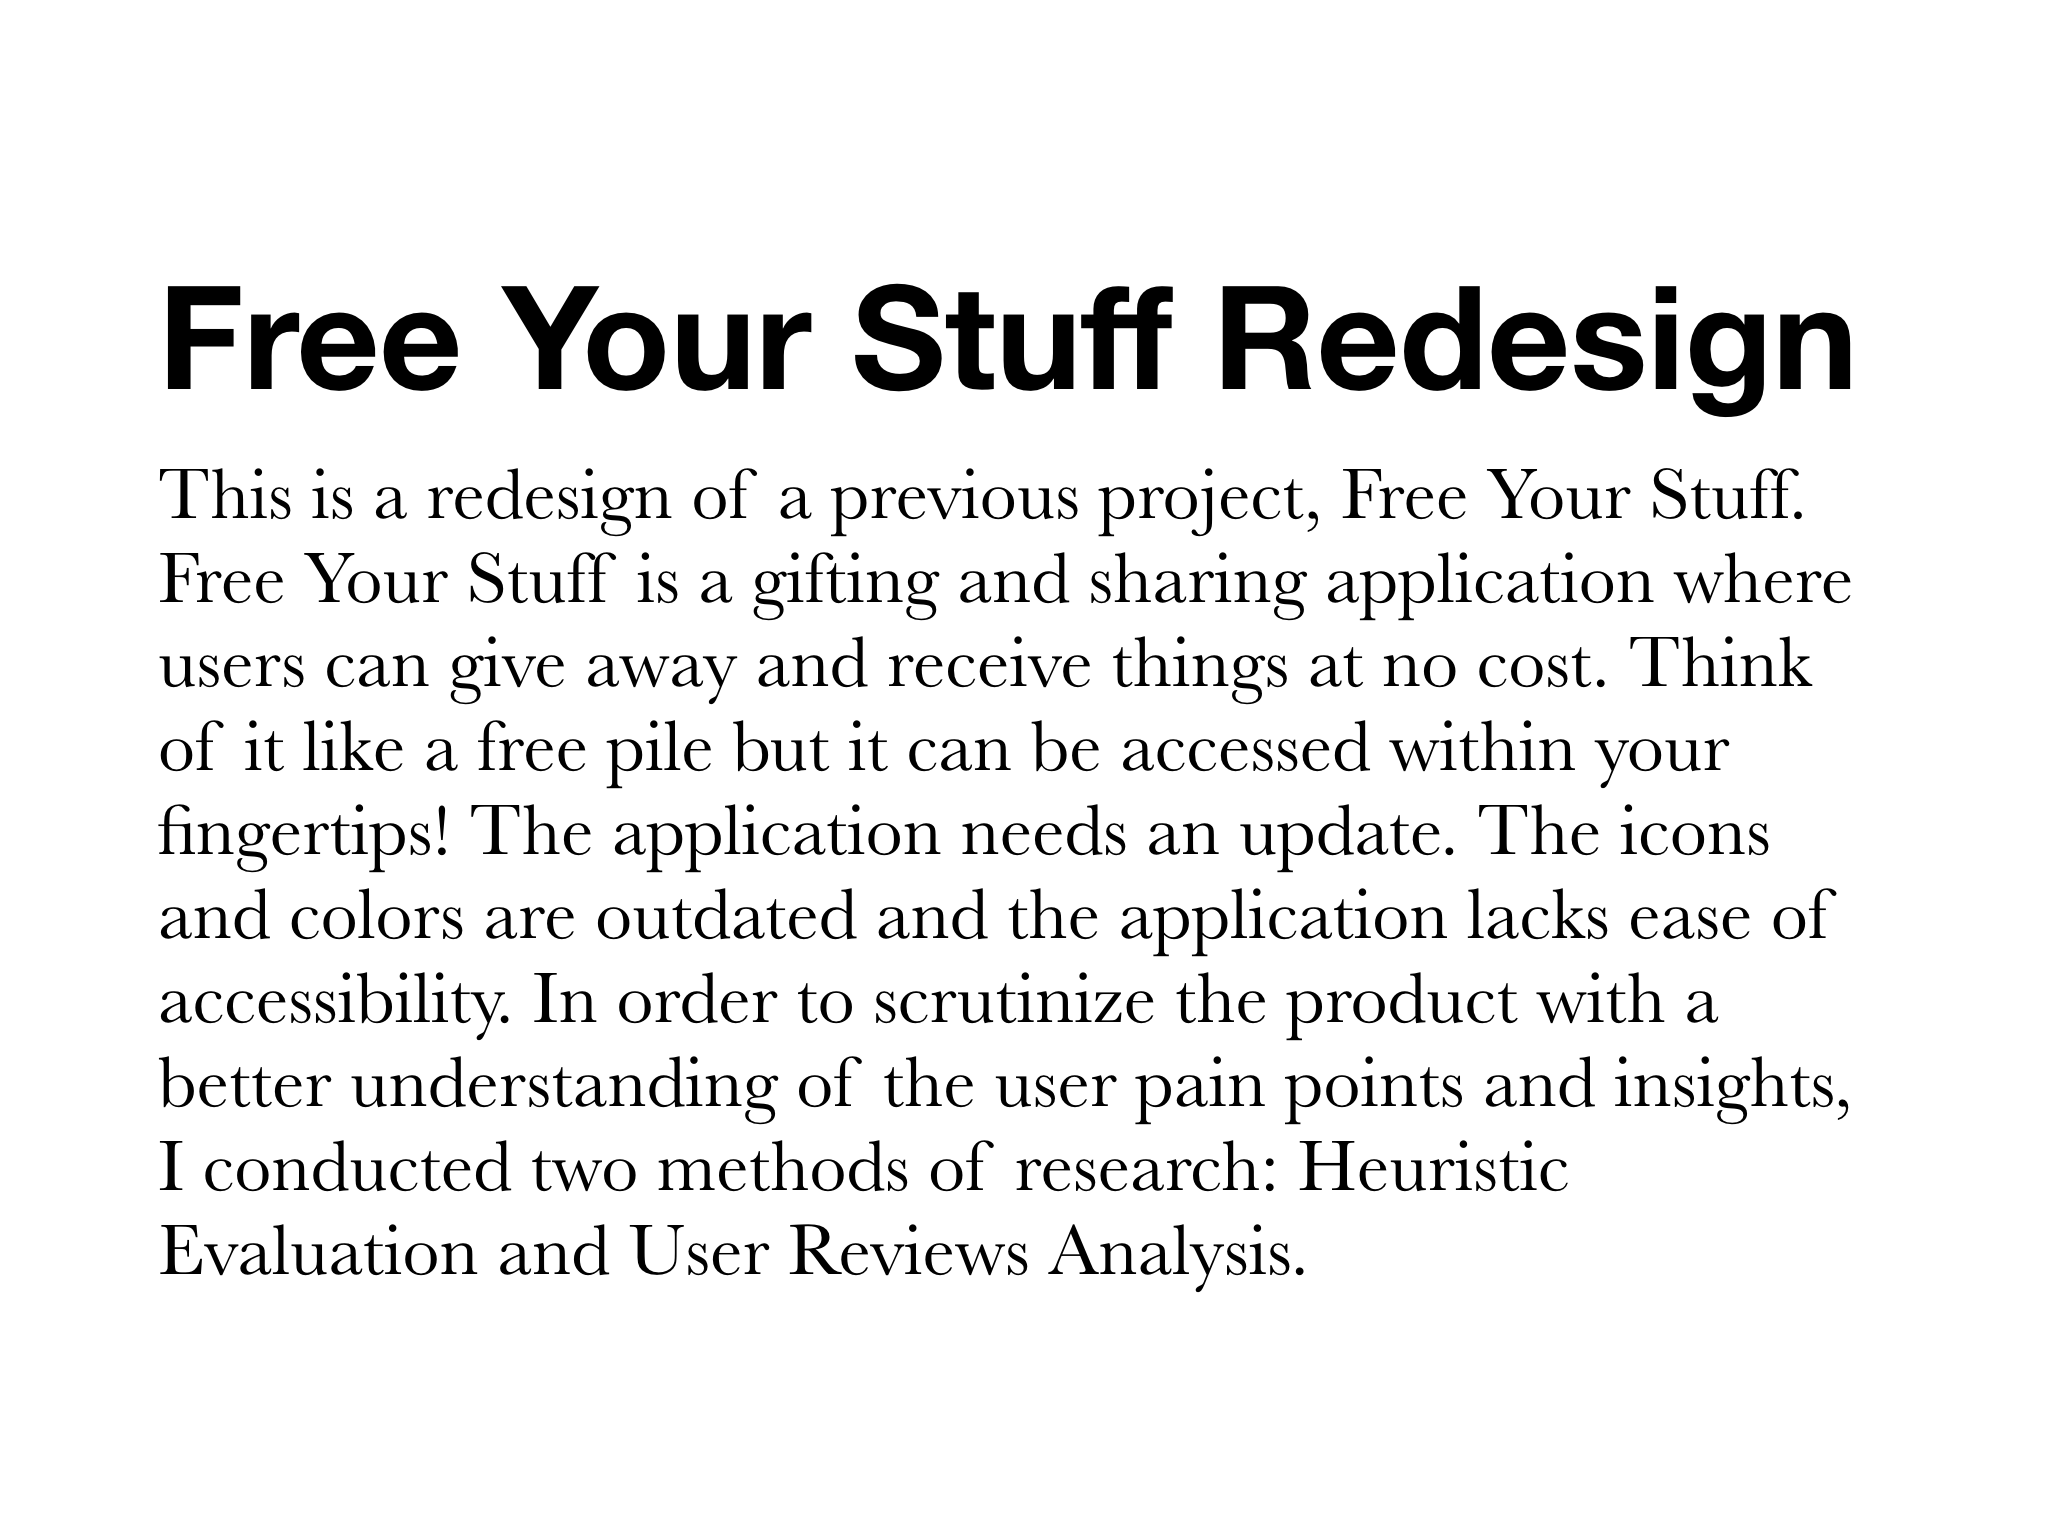 Free Your Stuff Redesign
This is a redesign of a previous project, Free Your Stuff.
Free Your Stuff is a gifting and sharing application where
users can give away and receive things at no cost. Think
of it like a free pile but it can be accessed within your
fingertips! The application needs an update. The icons
and colors are outdated and the application lacks ease of
accessibility. In order to scrutinize the product with a
better understanding of the user pain points and insights,
I conducted two methods of research: Heuristic
Evaluation and User Reviews Analysis.